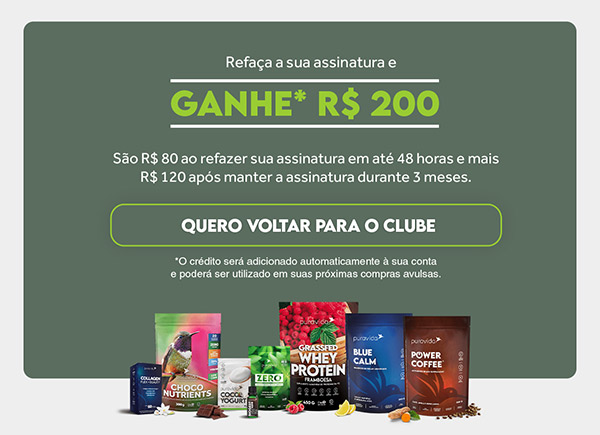 Refaça a sua assinatura e
GANHE* R$ 200
São R$ 80 ao refazer sua assinatura em até 48 horas e mais
R$ 120 após manter a assinatura durante 3 meses.
QUERO VOLTAR PARA O CLUBE
*O crédito será adicionado automaticamente à sua conta
e poderá ser utilizado em suas próximas compras avulsas.
COLLAGEN
CHOCO
NUTRIENTS
COCO
YOGURT
ZERO
puravida
GRASSFED
WHEY
PROTEIN
FRAMBOESA
450 G
puravida
BLUE
CALM
puravida
POWER
COFFEE